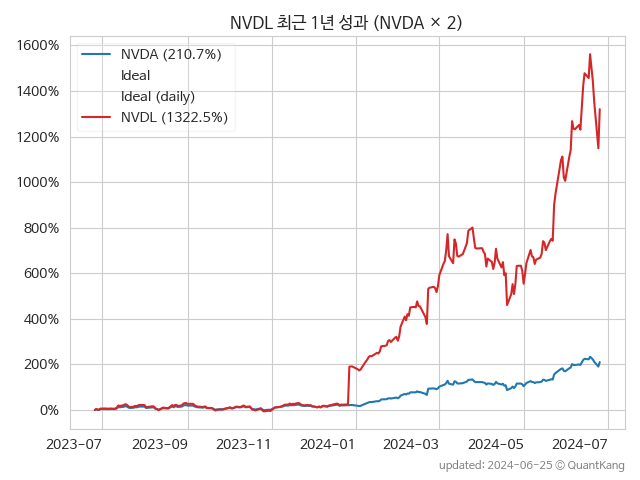 NVDL 최근 1년 성과 (NVDA × 2)
1600%
1400%
1200%
1000%
800%
600%
400%
200%
0%
NVDA (210.7%)
Ideal
Ideal (daily)
NVDL (1322.5%)
2023-07
2023-09
2023-11
2024-01
2024-03
2024-05
2024-07
updated: 2024-06-25 © QuantKang